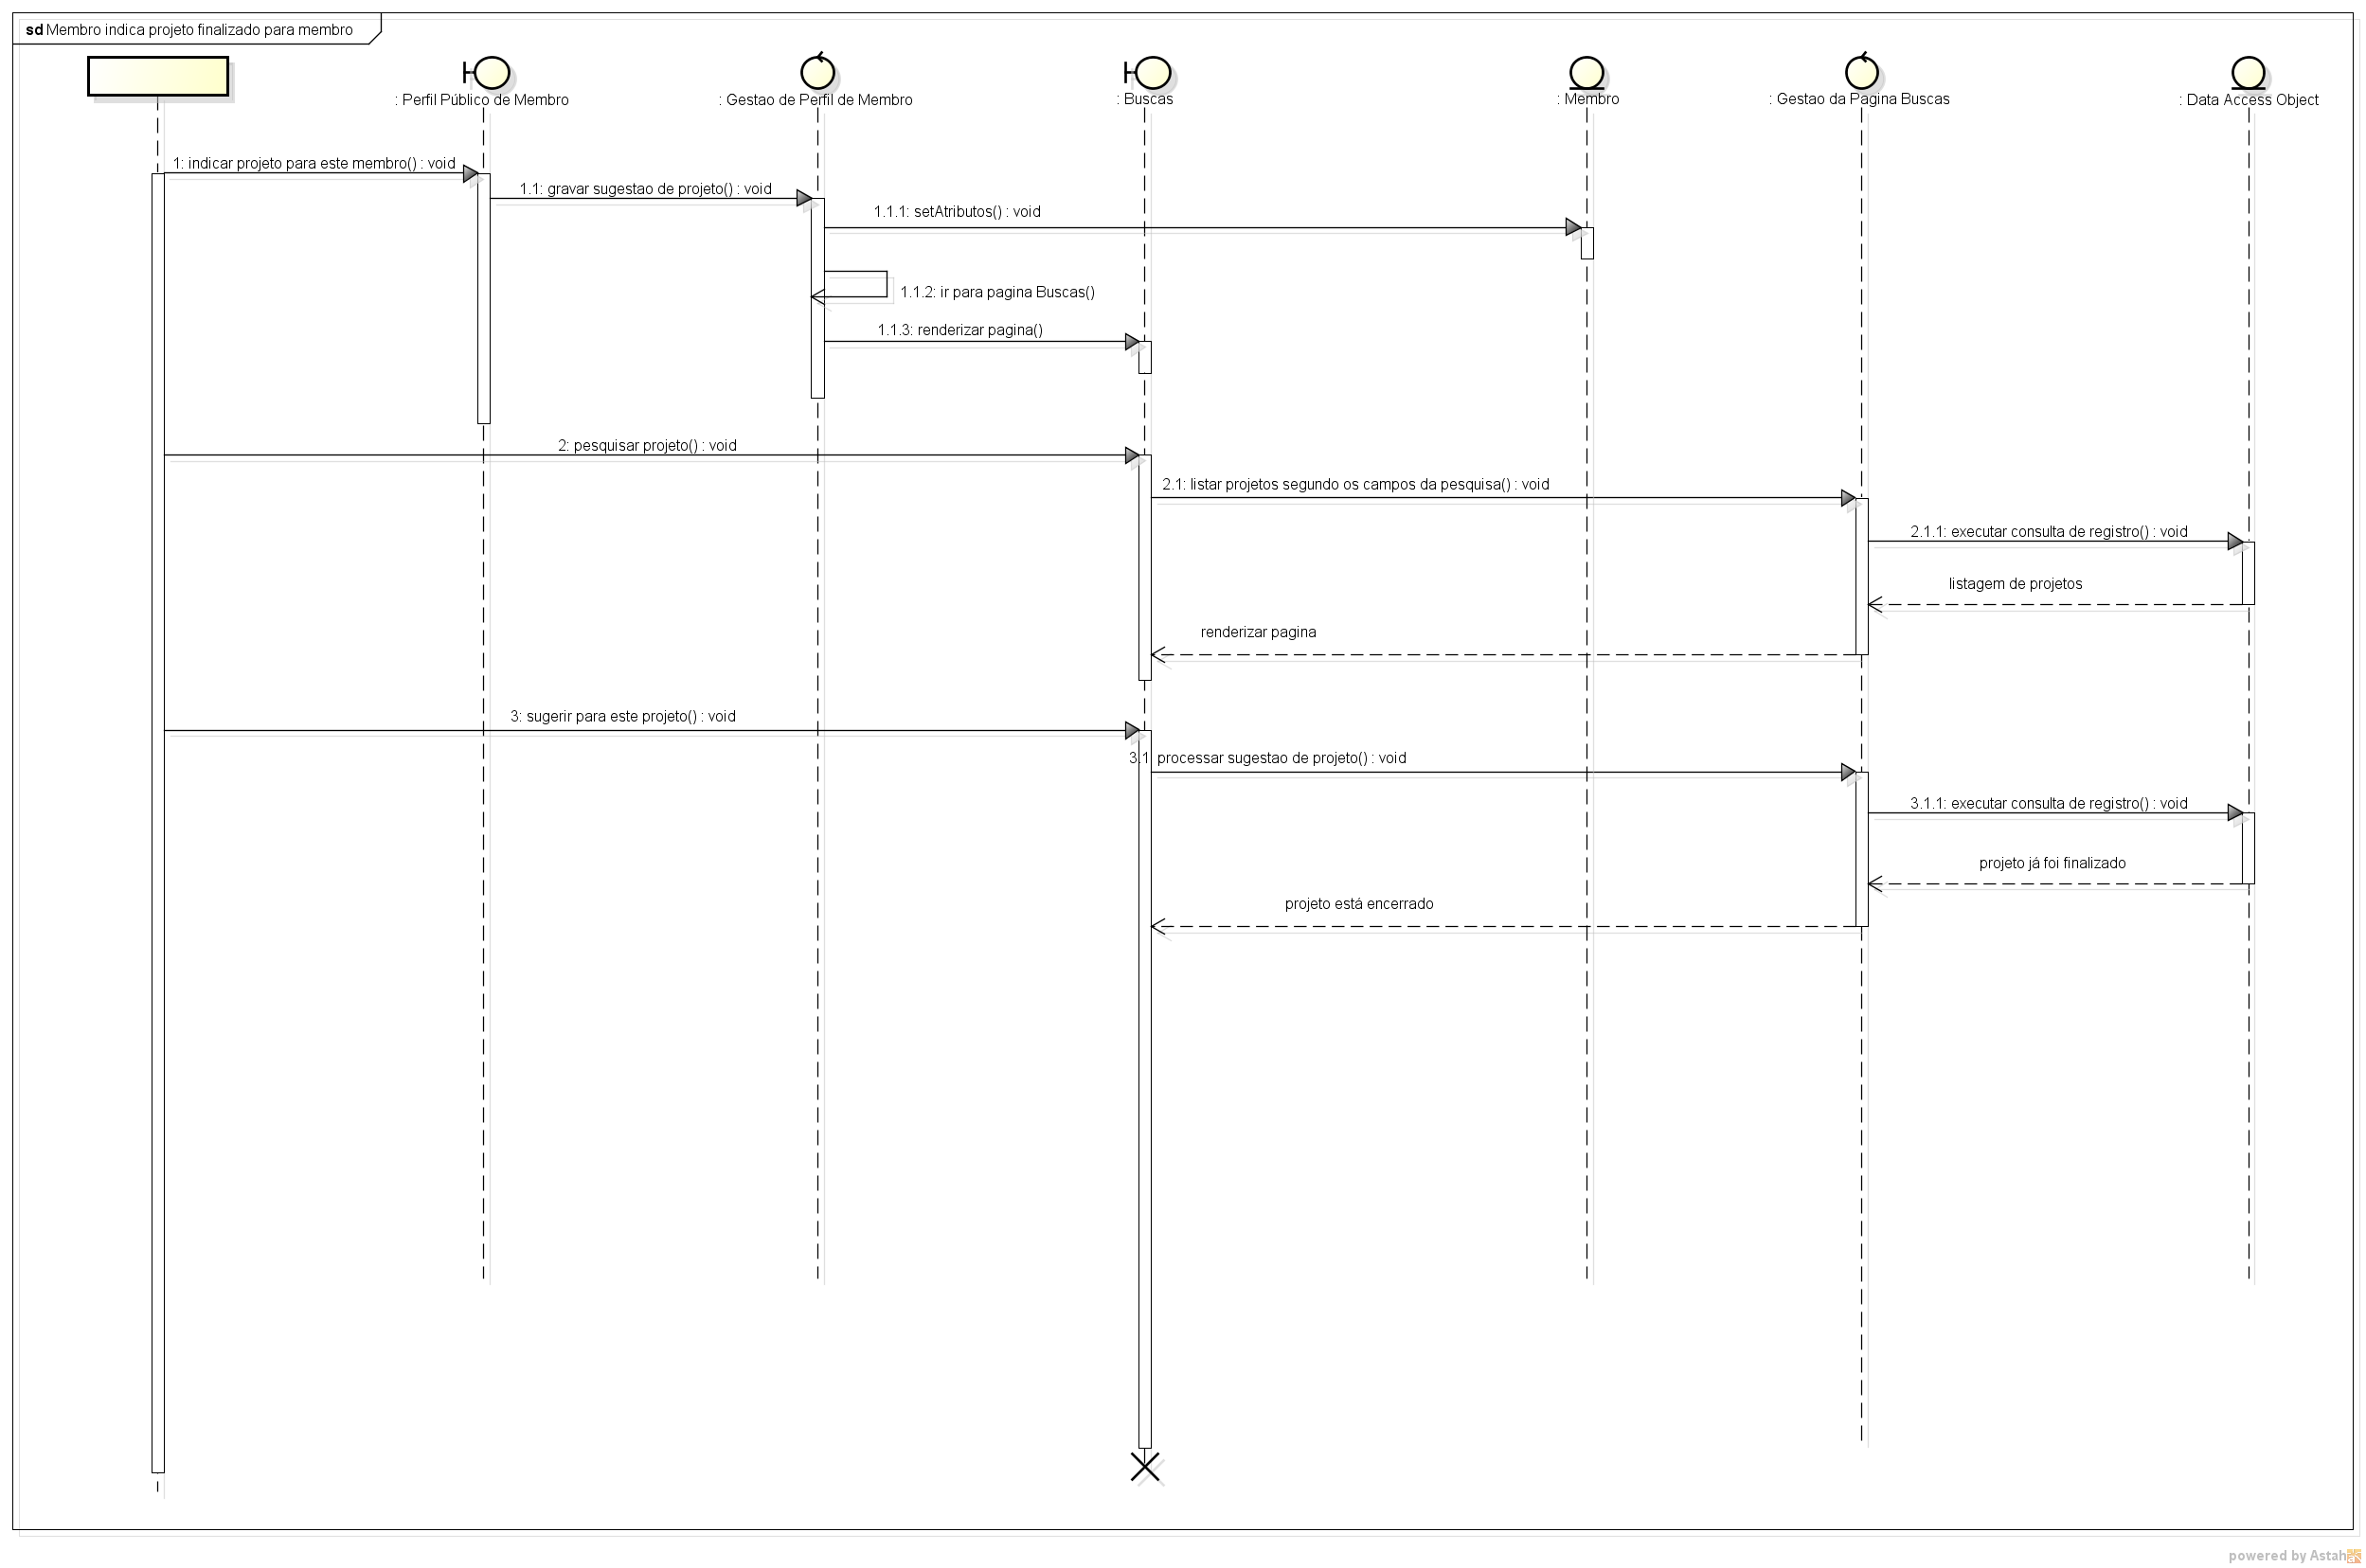 sd Membro indica projeto finalizado para membro
: Perfil Público de Membro
: Gestao de Perfil de Membro
: Buscas
: Membro
: Gestao da Pagina Buscas
: Data Access Object
1: indicar projeto para este membro() : void
1.1: gravar sugestao de projeto() : void
1.1.1: setAtributos() : void
1.1.2: ir para pagina Buscas()
1.1.3: renderizar pagina()
2: pesquisar projeto() : void
2.1: listar projetos segundo os campos da pesquisa() : void
2.1.1: executar consulta de registro() : void
listagem de projetos
renderizar pagina
3: sugerir para este projeto() : void
3.1: processar sugestao de projeto() : void
3.1.1: executar consulta de registro() : void
projeto já foi finalizado
projeto está encerrado
powered by Astah